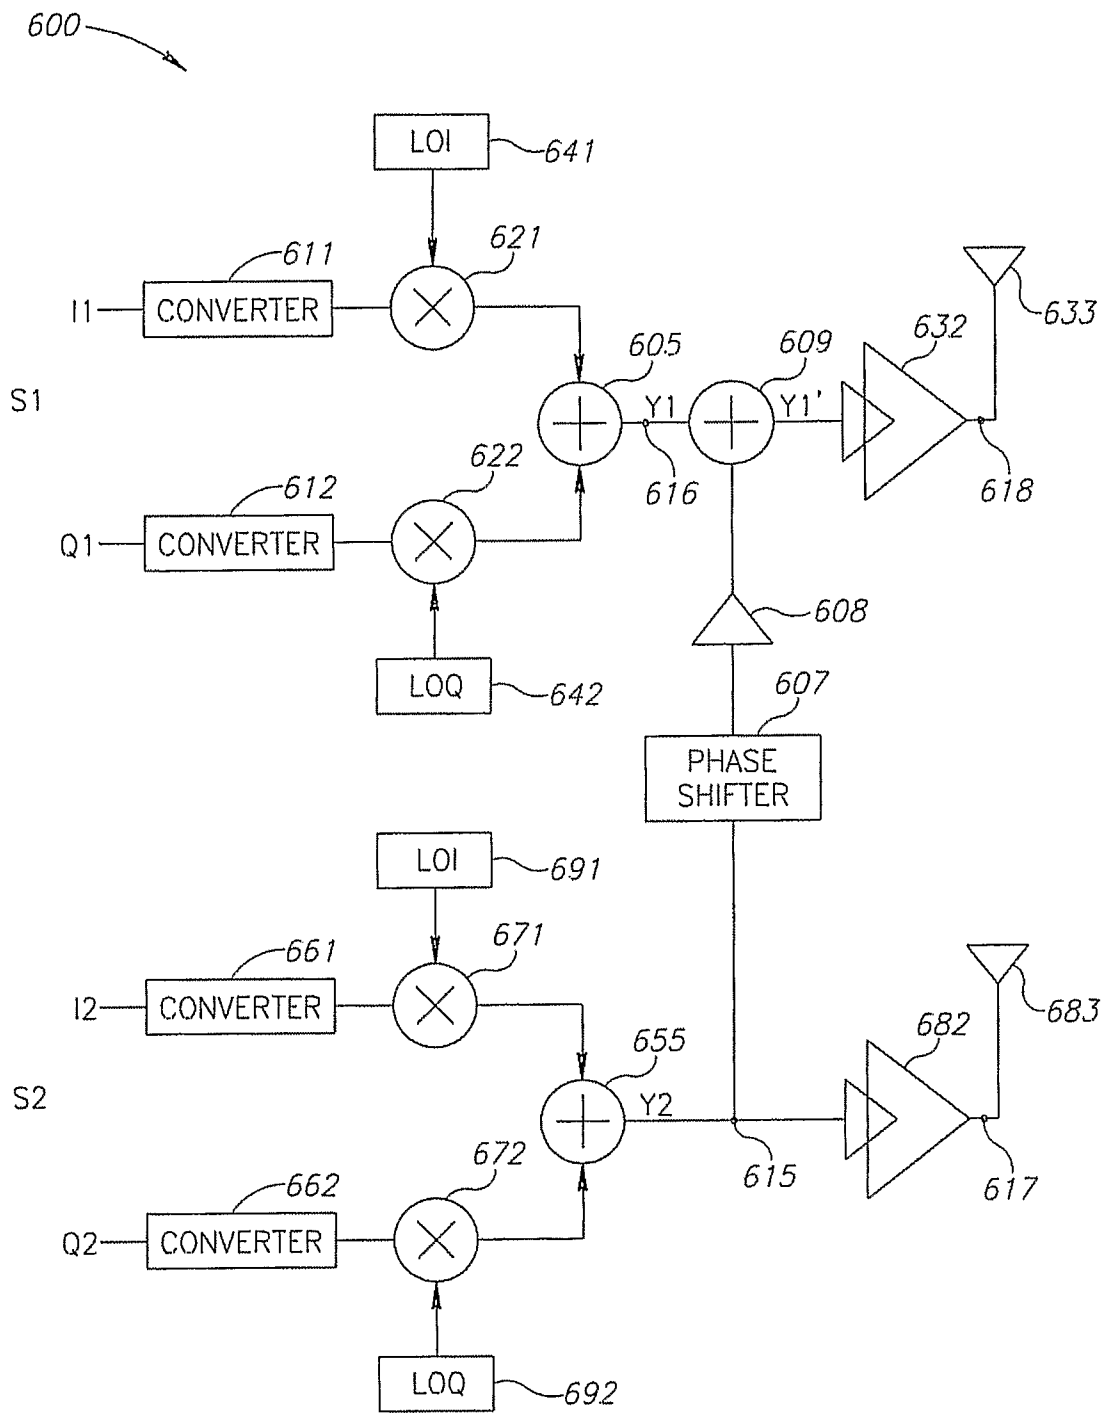 600
LOI
641
621
611
I1
CONVERTER
633
632
609
605
S1
Y1
Y1'
622
616
618
612
Q1
CONVERTER
608
LOQ
642
607
PHASE
SHIFTER
LOI
691
671
661
I2
CONVERTER
683
682
655
S2
Y2
672
615
617
662
Q2
CONVERTER
LOQ
692